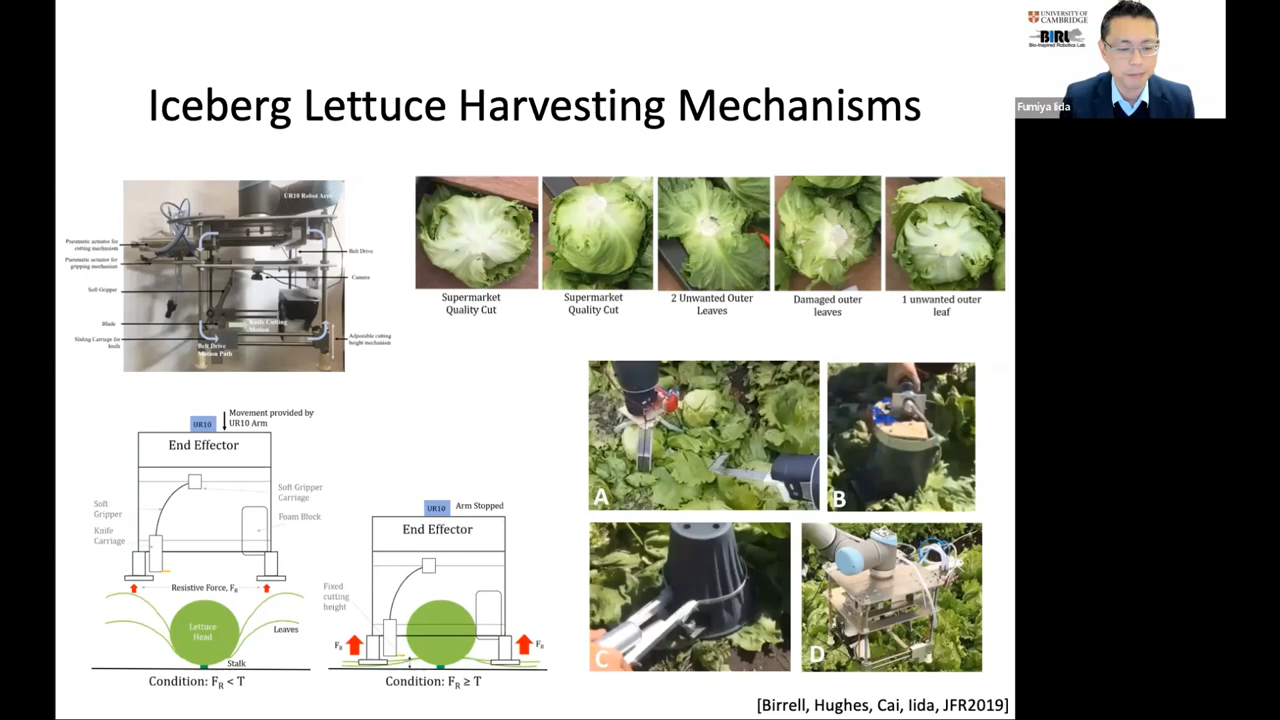 UNIVERSITY OF
CAMBRIDGE
BIRL
Bio-Inspired Robotics Lab
Fumiya Iida
Iceberg Lettuce Harvesting Mechanisms
UR10 Robot Arm
Pneumatic actuator for
cutting mechanism
Pneumatic actuator for
gripping mechanism
Soft Gripper
Blade
Sliding Carriage for
knife
Belt Drive
Camera
Knife Cutting
Motion
Belt Drive
Motion Path
Adjustable cutting
height mechanism
Supermarket
Quality Cut
Supermarket
Quality Cut
2 Unwanted Outer
Leaves
Damaged outer
leaves
1 unwanted outer
leaf
UR10
Movement provided by
UR10 Arm
End Effector
Soft Gripper
Carriage
Soft
Gripper
Foam Block
Knife
Carriage
Resistive Force, FR
Lettuce
Head
Leaves
Stalk
Condition: FR < T
UR10
Arm Stopped
End Effector
Fixed
cutting
height
FR
FR
Condition: FR ≥ T
A
B
C
D
[Birrell, Hughes, Cai, Iida, JFR2019]